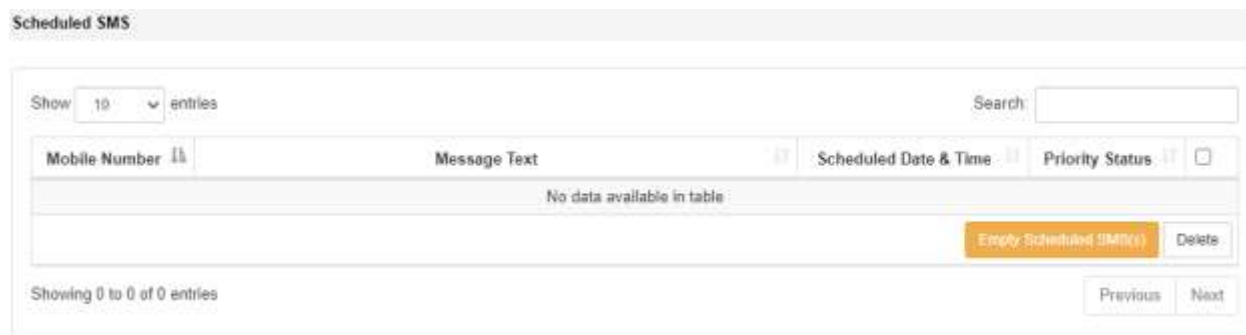 Scheduled SMS
Show 10 entries Search:
Mobile Number Message Text Scheduled Date & Time Priority Status
No data available in table
Empty Scheduled SMS(s) Delete
Showing 0 to 0 of 0 entries Previous Next